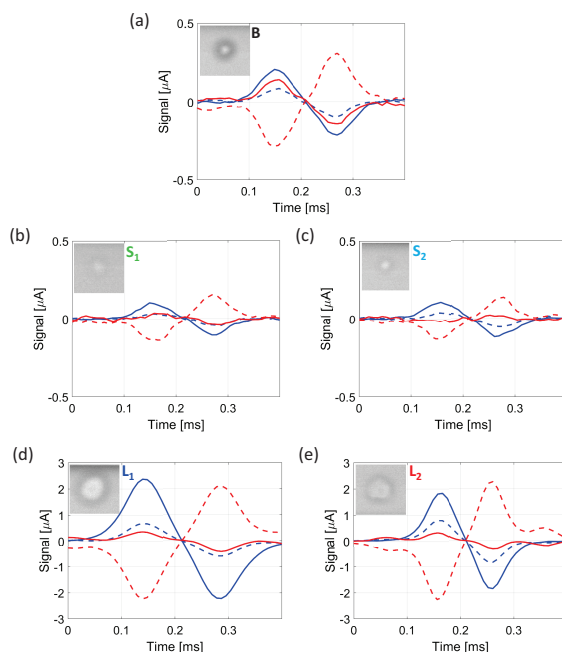 (a)
B
Signal [µA]
0.5
0
-0.5
0 0.1 0.2 0.3
Time [ms]
(b)
S1
Signal [µA]
0.5
0
-0.5
0 0.1 0.2 0.3
Time [ms]
(c)
S2
Signal [µA]
0.5
0
-0.5
0 0.1 0.2 0.3
Time [ms]
(d)
L1
Signal [µA]
3
2
1
0
-1
-2
-3
0 0.1 0.2 0.3
Time [ms]
(e)
L2
Signal [µA]
3
2
1
0
-1
-2
-3
0 0.1 0.2 0.3
Time [ms]